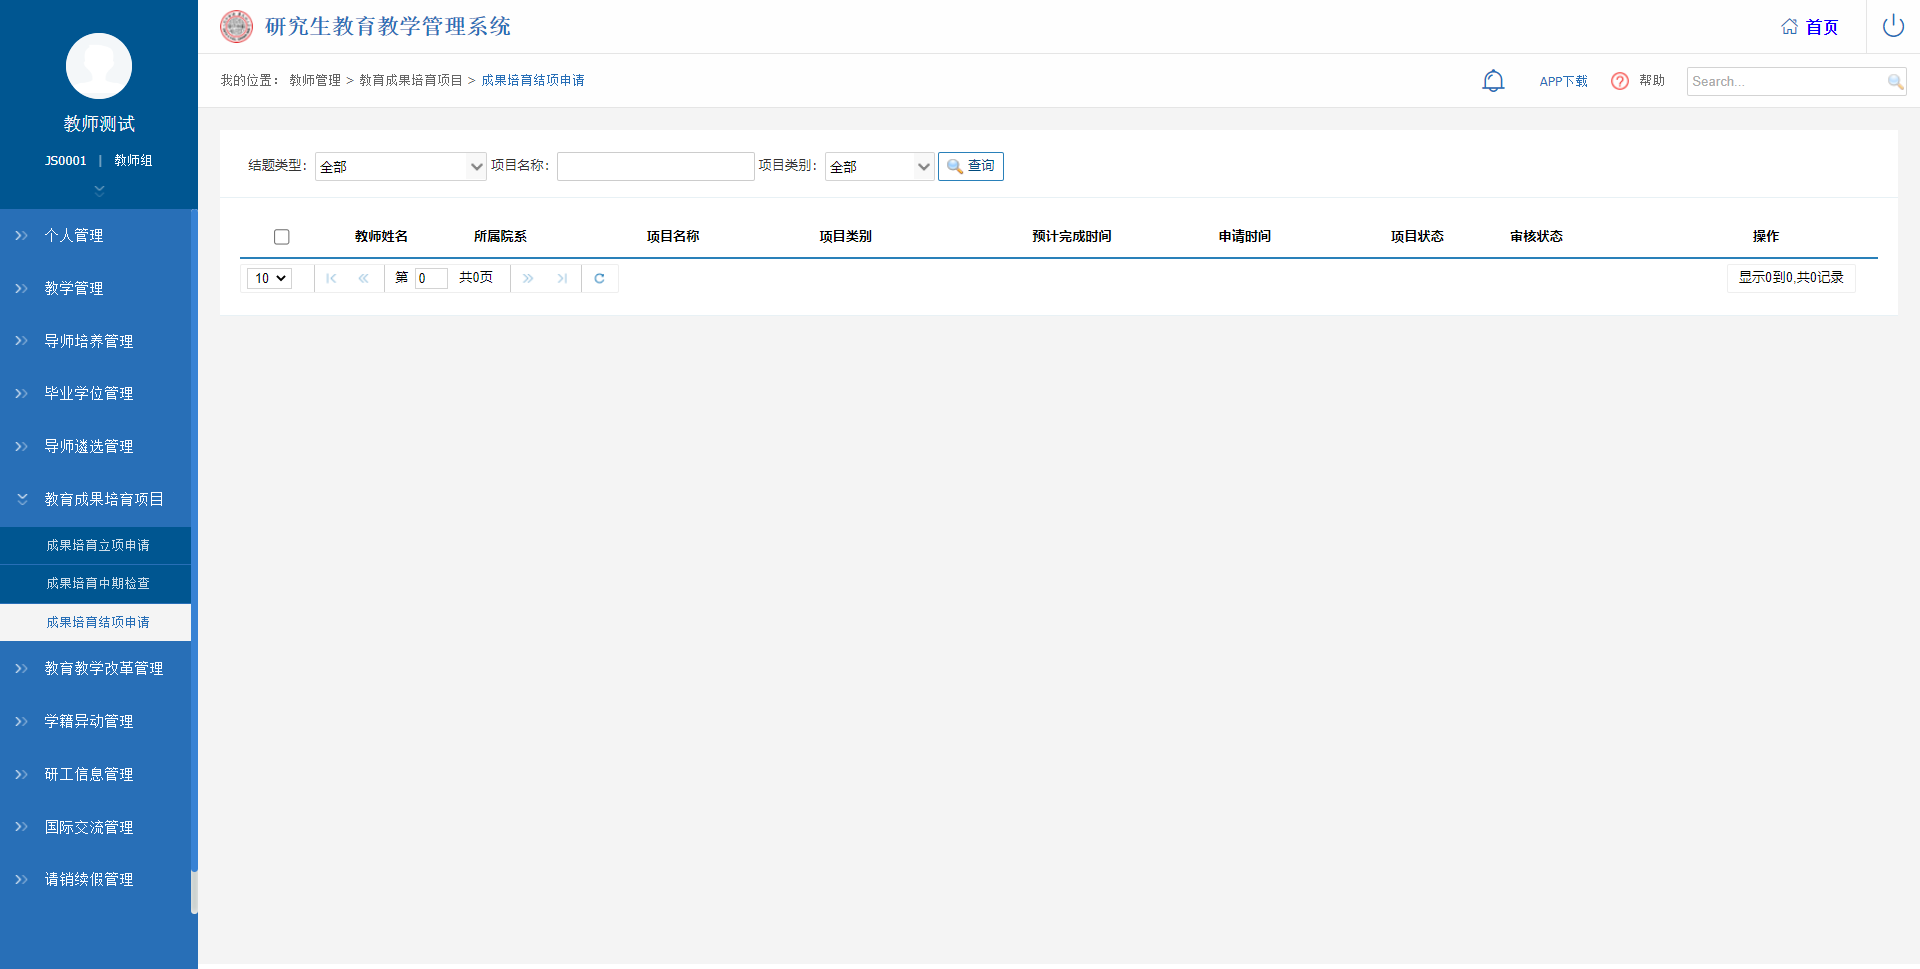 研究生教育教学管理系统
首页
教师测试
JS0001 | 教师组
我的位置： 教师管理 > 教育成果培育项目 > 成果培育结项申请
APP下载
帮助
Search...
个人管理
教学管理
导师培养管理
毕业学位管理
导师遴选管理
教育成果培育项目
成果培育立项申请
成果培育中期检查
成果培育结项申请
教育教学改革管理
学籍异动管理
研工信息管理
国际交流管理
请销续假管理
结题类型： 全部 项目名称： 项目类别： 全部 查询
教师姓名 所属院系 项目名称 项目类别 预计完成时间 申请时间 项目状态 审核状态 操作
10 第 0 共0页 显示0到0,共0记录